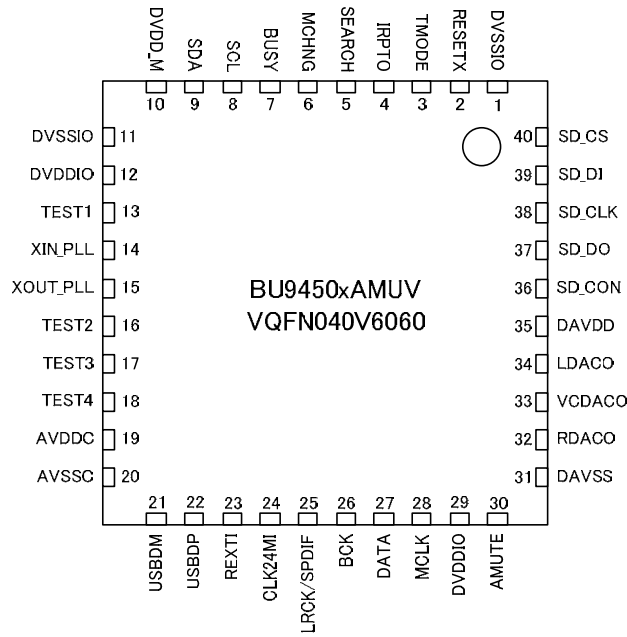 DVDD_M
SDA
SCL
BUSY
MCHNG
SEARCH
IRPTO
TMODE
RESETX
DVSSIO
10 9 8 7 6 5 4 3 2 1
DVSSIO 11
DVDDIO 12
TEST1 13
XIN_PLL 14
XOUT_PLL 15
TEST2 16
TEST3 17
TEST4 18
AVDDC 19
AVSSC 20
BU9450xAMUV
VQFN040V6060
40 SD_CS
39 SD_DI
38 SD_CLK
37 SD_DO
36 SD_CON
35 DAVDD
34 LDACO
33 VCDACO
32 RDACO
31 DAVSS
21 22 23 24 25 26 27 28 29 30
USBDM
USBDP
REXTI
CLK24MI
LRCK/SPDIF
BCK
DATA
MCLK
DVDDIO
AMUTE